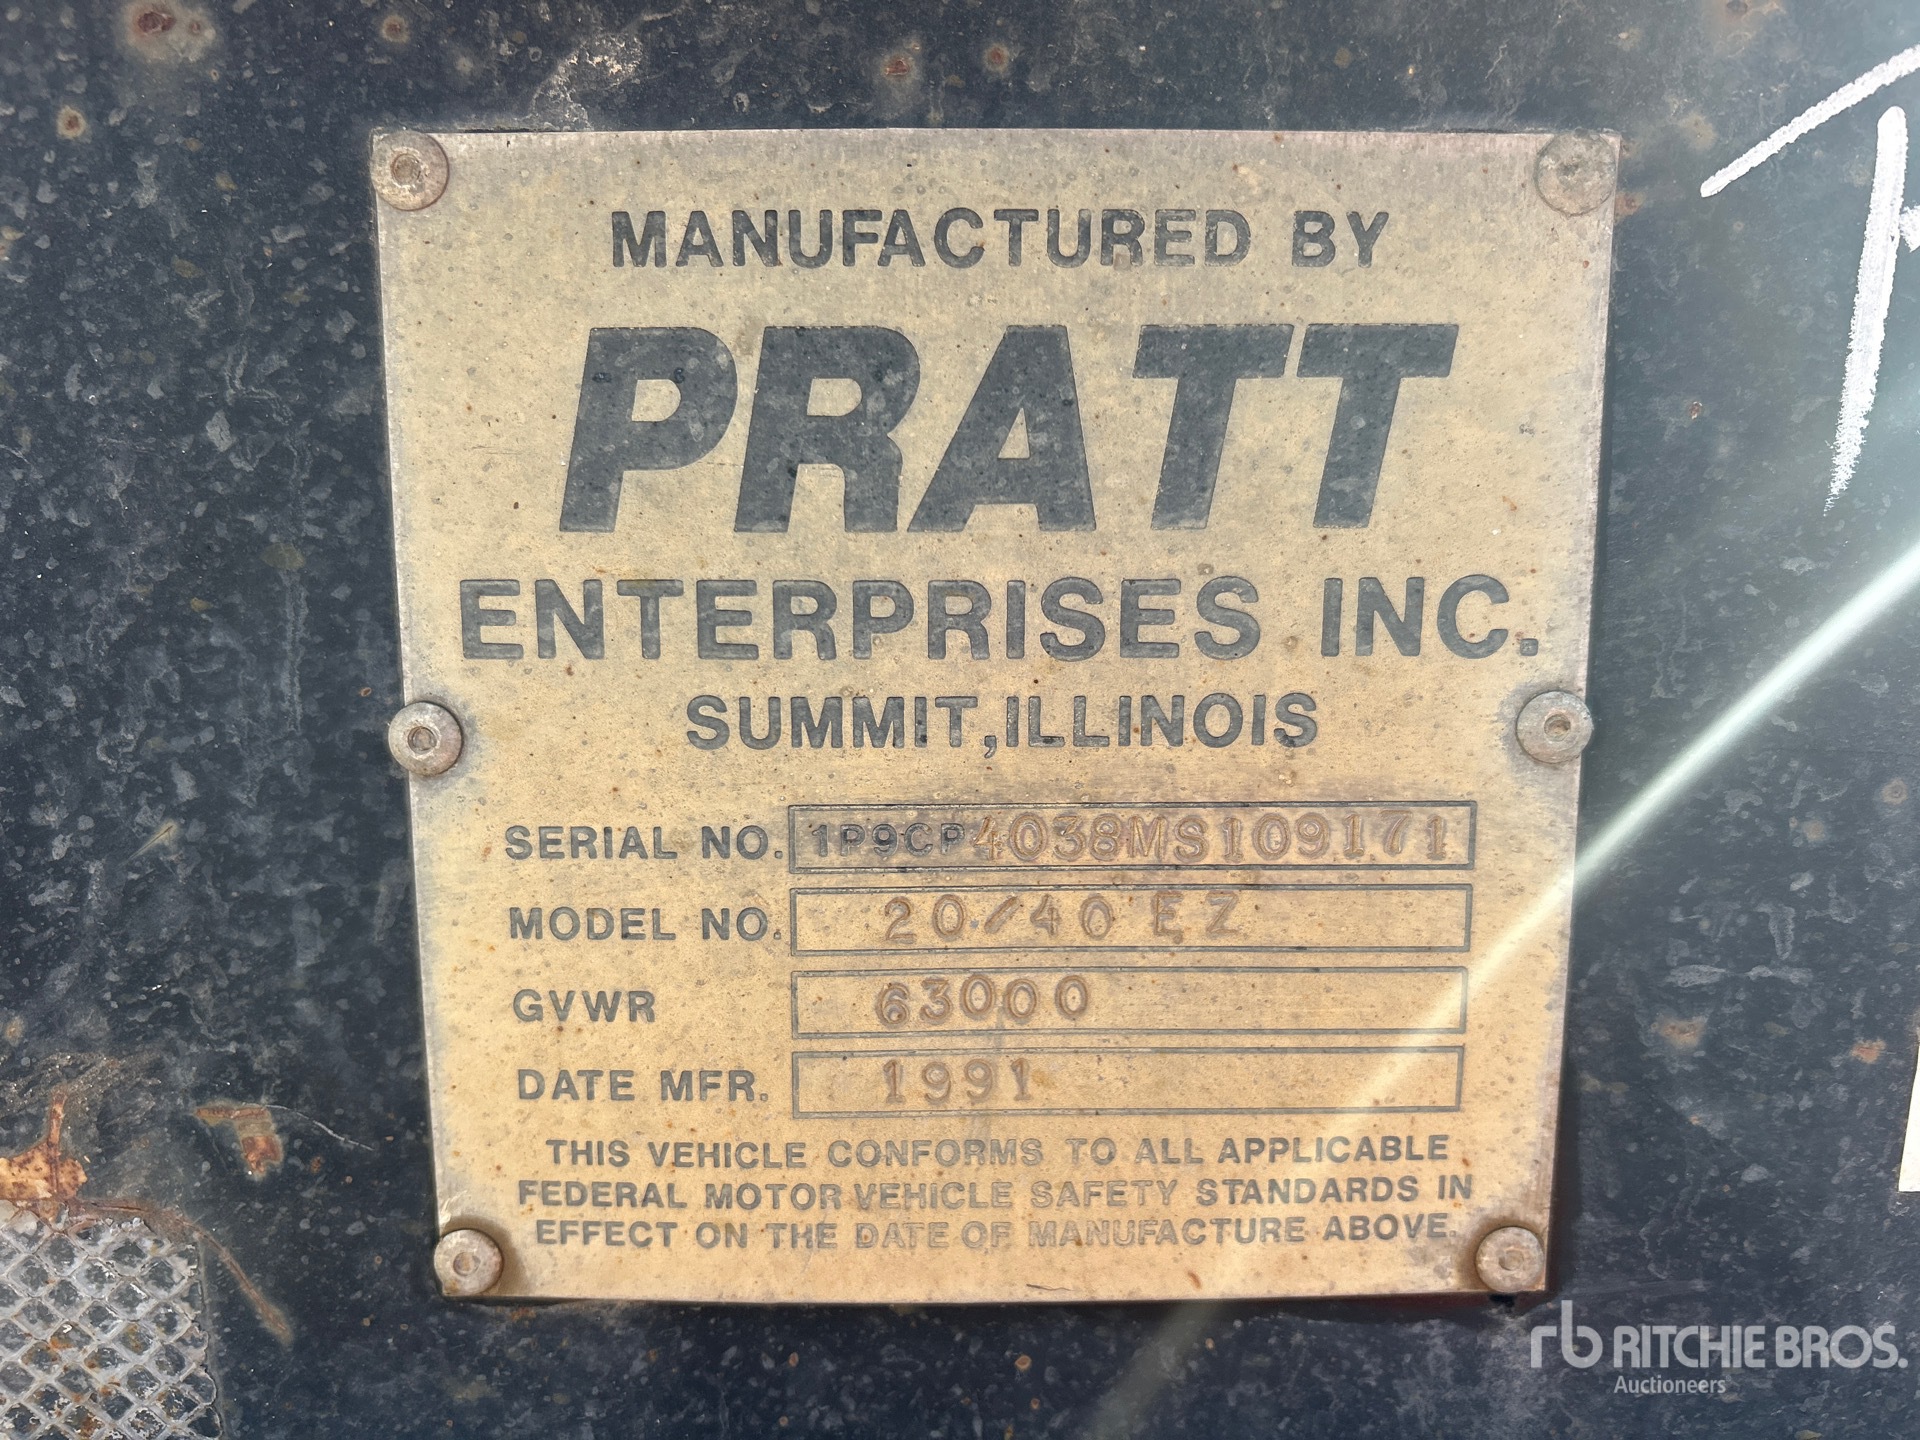 MANUFACTURED BY
PRATT
ENTERPRISES INC.
SUMMIT, ILLINOIS
SERIAL NO. 1P9CP4038MS109171
MODEL NO. 20/40 EZ
GVWR 63000
DATE MFR. 1991
THIS VEHICLE CONFORMS TO ALL APPLICABLE
FEDERAL MOTOR VEHICLE SAFETY STANDARDS IN
EFFECT ON THE DATE OF MANUFACTURE ABOVE.
rb RITCHIE BROS.
Auctioneers